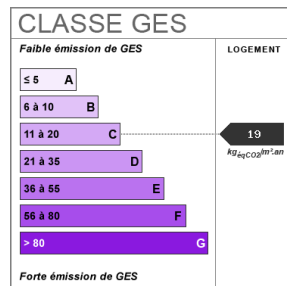 CLASSE GES
Faible émission de GES
LOGEMENT
≤ 5 A
6 à 10 B
11 à 20 C
19
kgéqCO2/m².an
21 à 35 D
36 à 55 E
56 à 80 F
> 80 G
Forte émission de GES